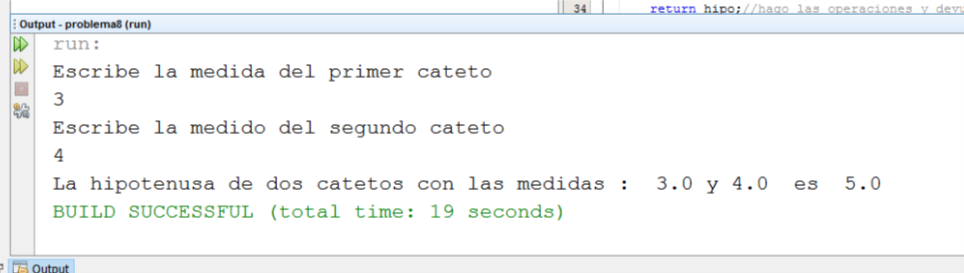 34 return hipo;//hago las operaciones y devu
Output - problema8 (run)
run:
Escribe la medida del primer cateto
3
Escribe la medido del segundo cateto
4
La hipotenusa de dos catetos con las medidas :  3.0 y 4.0  es  5.0
BUILD SUCCESSFUL (total time: 19 seconds)
Output